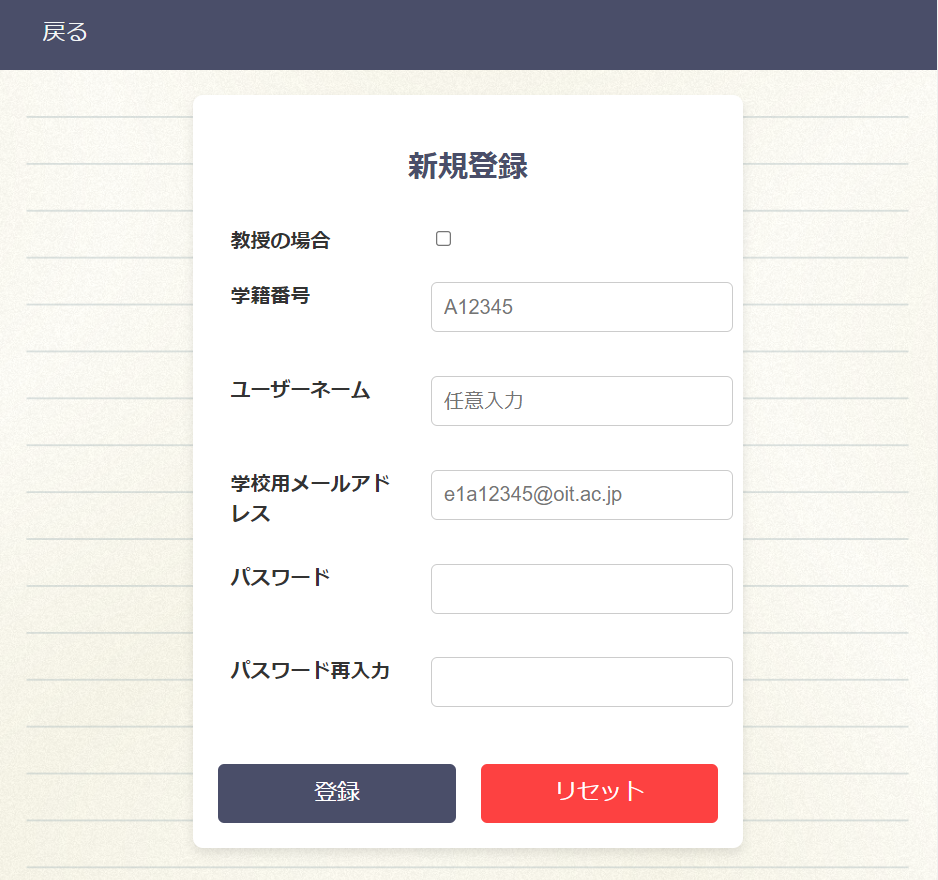 戻る
新規登録
教授の場合
学籍番号
A12345
ユーザーネーム
任意入力
学校用メールアド
レス
e1a12345@oit.ac.jp
パスワード
パスワード再入力
登録
リセット